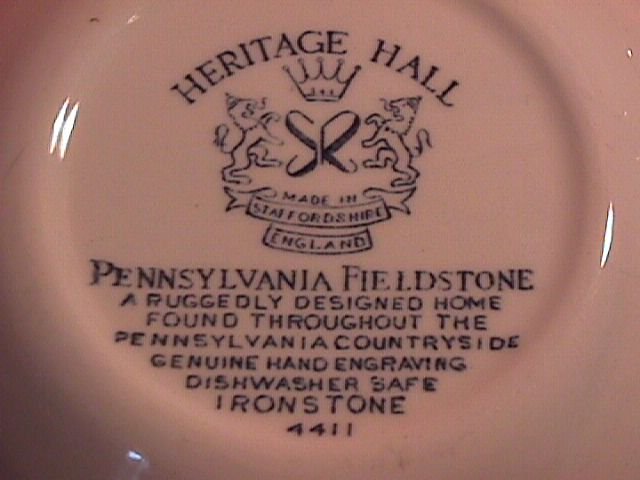 HERITAGE HALL
MADE IN
STAFFORDSHIRE
ENGLAND
PENNSYLVANIA FIELDSTONE
A RUGGEDLY DESIGNED HOME
FOUND THROUGHOUT THE
PENNSYLVANIA COUNTRYSIDE
GENUINE HAND ENGRAVING
DISHWASHER SAFE
IRONSTONE
4411